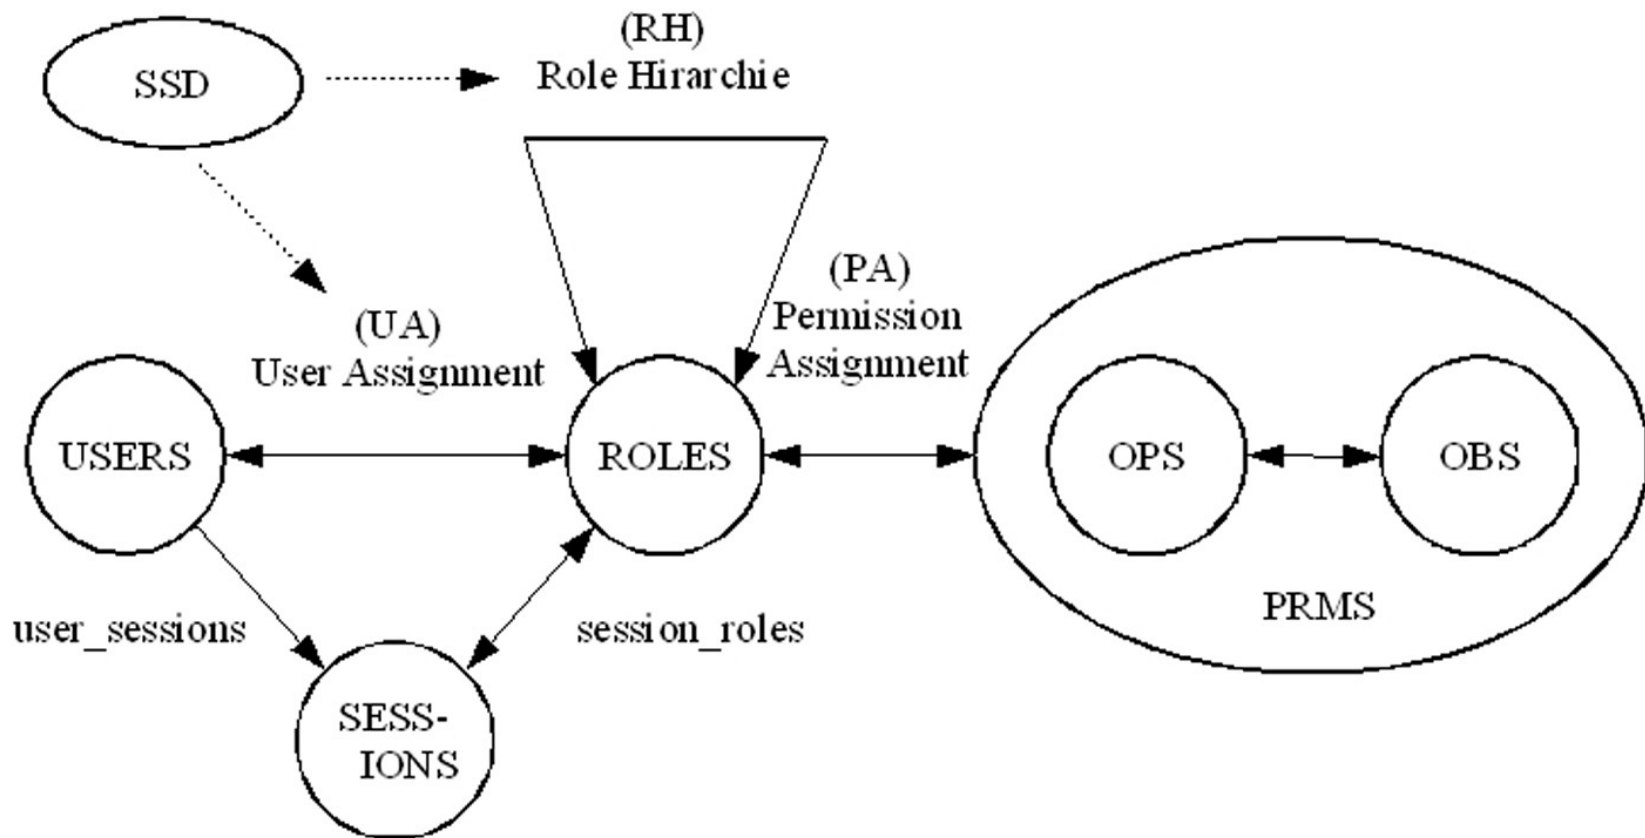 (RH)
Role Hirarchie
SSD
(PA)
Permission
Assignment
(UA)
User Assignment
USERS
ROLES
OPS
OBS
PRMS
user_sessions
session_roles
SESS-
IONS